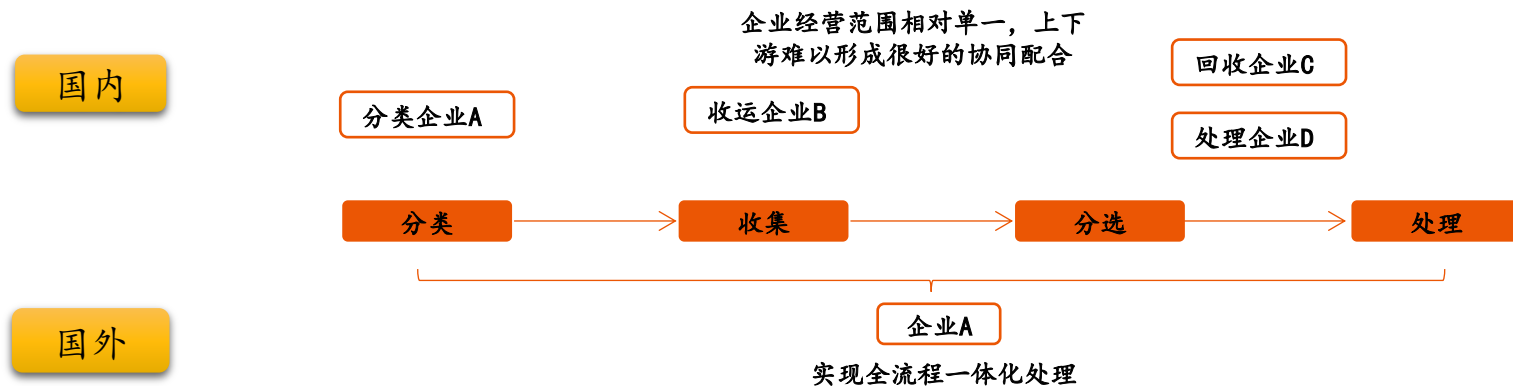 企业经营范围相对单一，上下
游难以形成很好的协同配合
国内
回收企业C
分类企业A
收运企业B
处理企业D
分类
收集
分选
处理
国外
企业A
实现全流程一体化处理